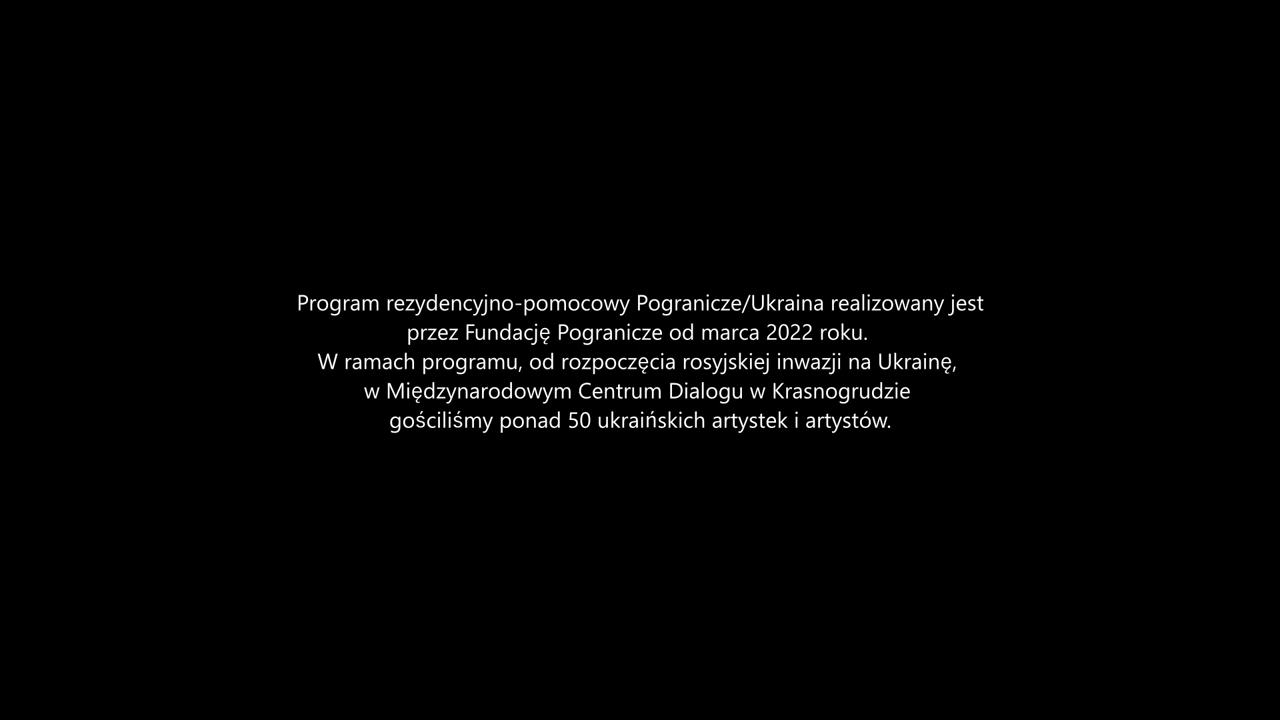 Program rezydencyjno-pomocowy Pogranicze/Ukraina realizowany jest
przez Fundację Pogranicze od marca 2022 roku.
W ramach programu, od rozpoczęcia rosyjskiej inwazji na Ukrainę,
w Międzynarodowym Centrum Dialogu w Krasnogrudzie
gościliśmy ponad 50 ukraińskich artystek i artystów.